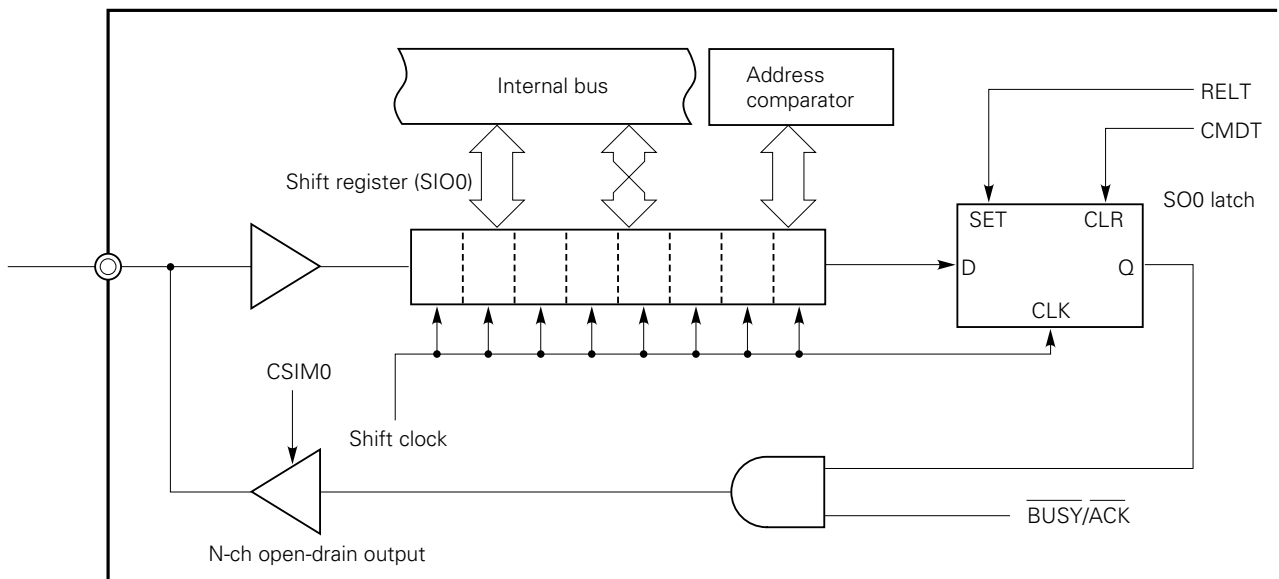 Internal bus
Address
comparator
RELT
CMDT
Shift register (SIO0)
SO0 latch
SET
CLR
D
Q
CLK
CSIM0
Shift clock
BUSY/ACK
N-ch open-drain output